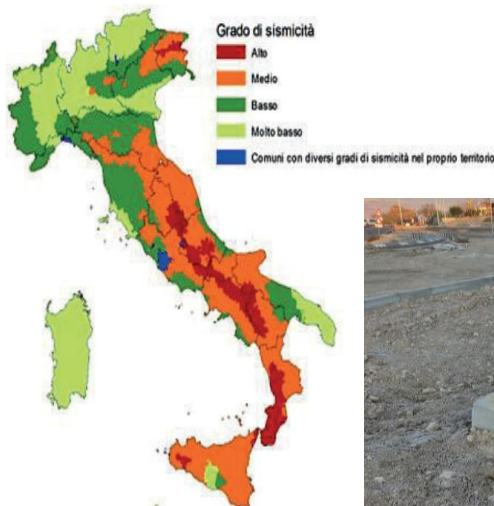 Grado di sismicità
Alto
Medio
Basso
Molto basso
Comuni con diversi gradi di sismicità nel proprio territorio